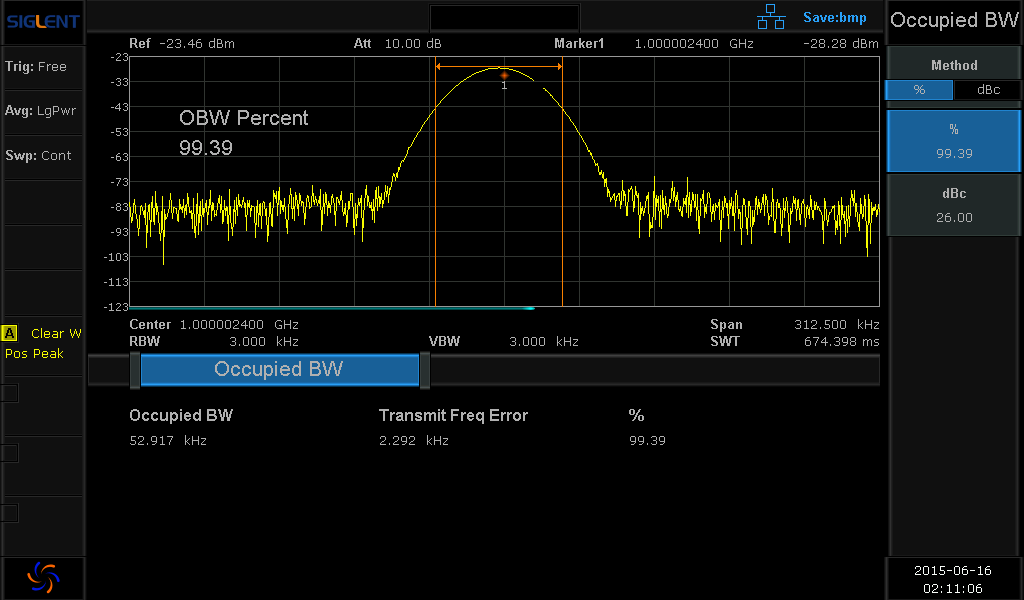 SIGLENT
Save:bmp
Occupied BW
Ref -23.46 dBm Att 10.00 dB Marker1 1.000002400 GHz -28.28 dBm
Trig: Free
Avg: LgPwr
Swp: Cont
-23
-33
-43
-53
-63
-73
-83
-93
-103
-113
-123
OBW Percent
99.39
1
Method
% dBc
%
99.39
dBc
26.00
Center 1.000002400 GHz Span 312.500 kHz
RBW 3.000 kHz VBW 3.000 kHz SWT 674.398 ms
A Clear W
Pos Peak
Occupied BW
Occupied BW Transmit Freq Error %
52.917 kHz 2.292 kHz 99.39
2015-06-16
02:11:06